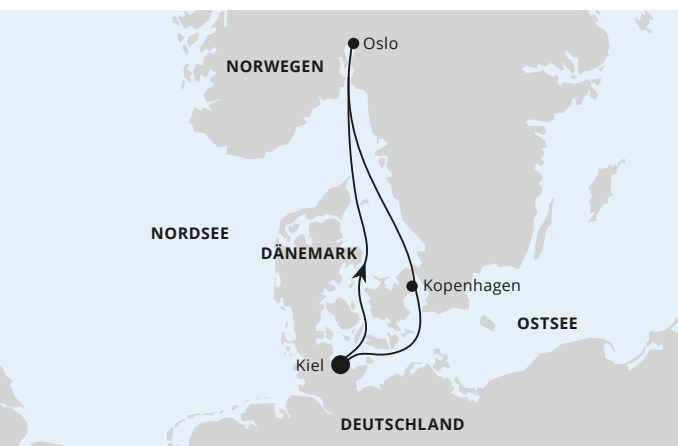 Oslo
NORWEGEN
NORDSEE
DÄNEMARK
Kopenhagen
OSTSEE
Kiel
DEUTSCHLAND